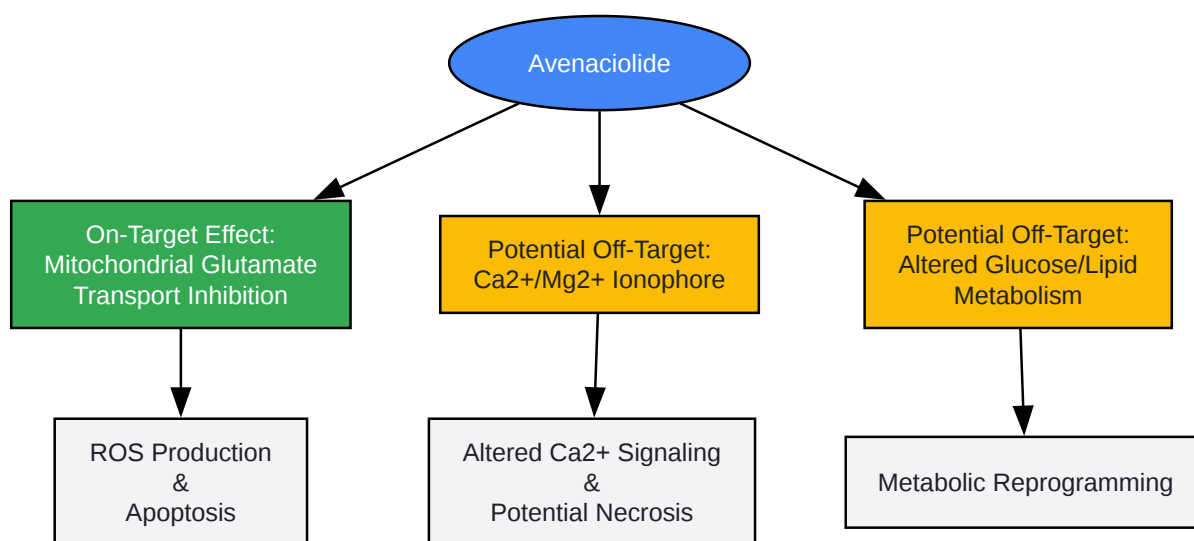 Avenaciolide
On-Target Effect:
Mitochondrial Glutamate
Transport Inhibition
Potential Off-Target:
Ca2+/Mg2+ Ionophore
Potential Off-Target:
Altered Glucose/Lipid
Metabolism
ROS Production
&
Apoptosis
Altered Ca2+ Signaling
&
Potential Necrosis
Metabolic Reprogramming